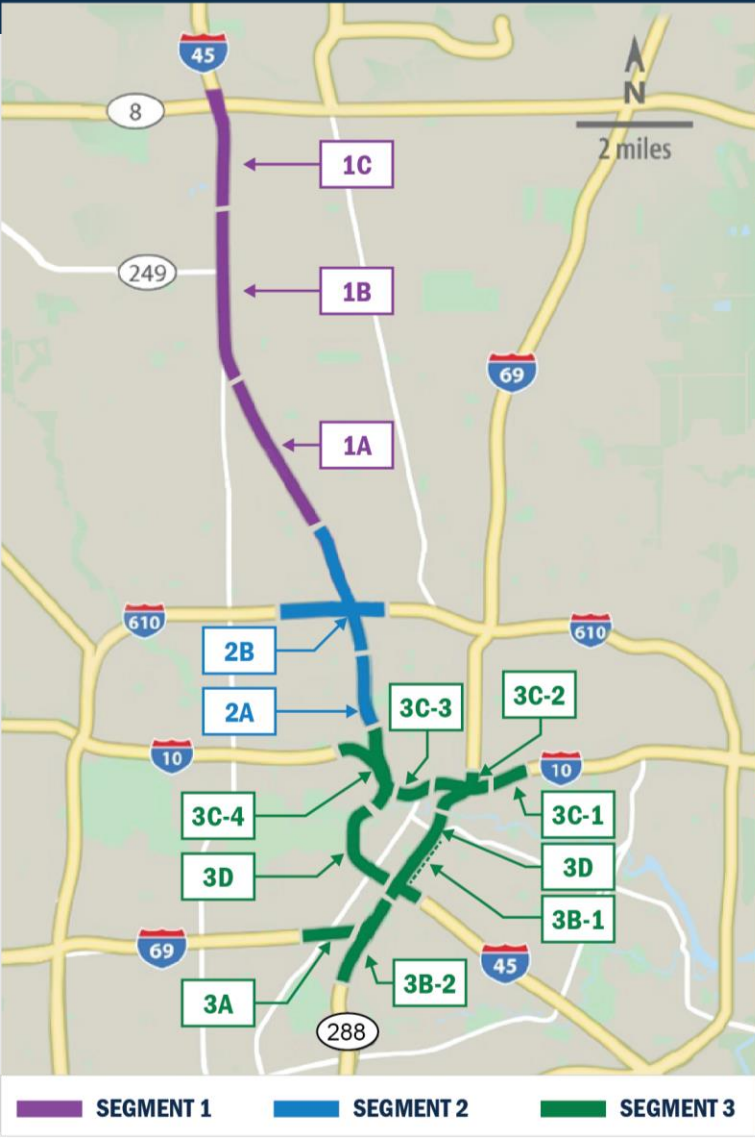 45
8
N
2 miles
1C
249
1B
69
1A
610
610
2B
2A
3C-3
3C-2
10
10
3C-4
3C-1
3D
3D
3B-1
69
45
3A
3B-2
288
SEGMENT 1
SEGMENT 2
SEGMENT 3